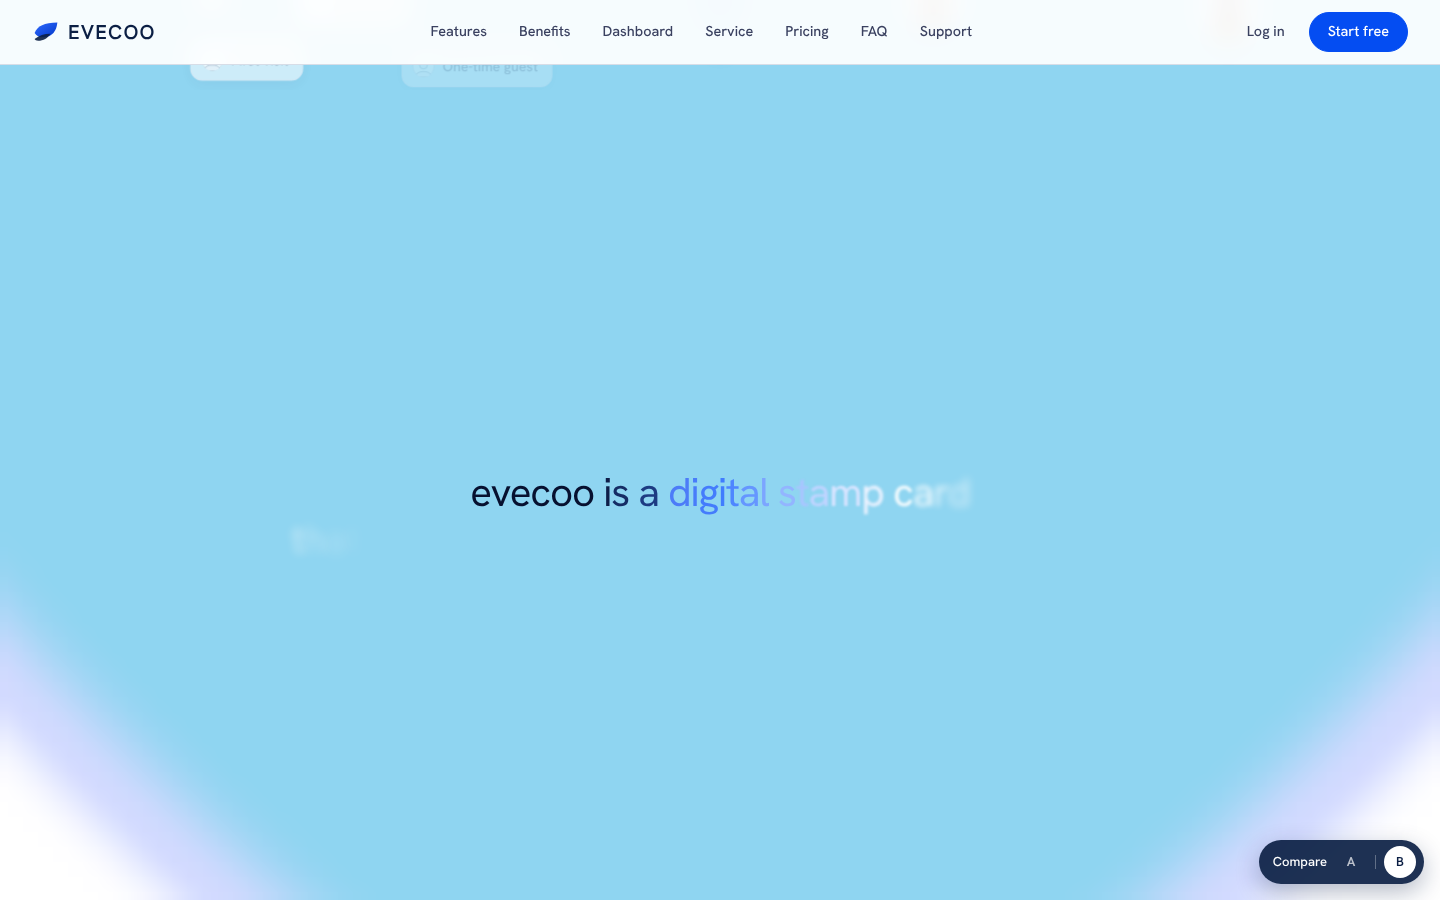 EVECOO
Features
Benefits
Dashboard
Service
Pricing
FAQ
Support
Log in
Start free
One-time guest
evecoo is a digital stamp card
Compare
A
B